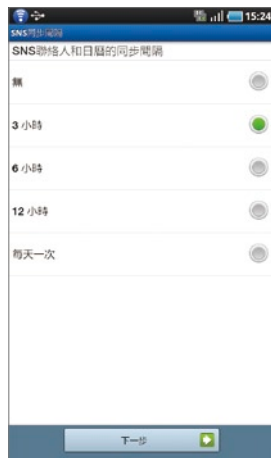 15:24
SNS同步間隔
SNS聯絡人和日曆的同步間隔
無
3 小時
6 小時
12 小時
每天一次
下一步